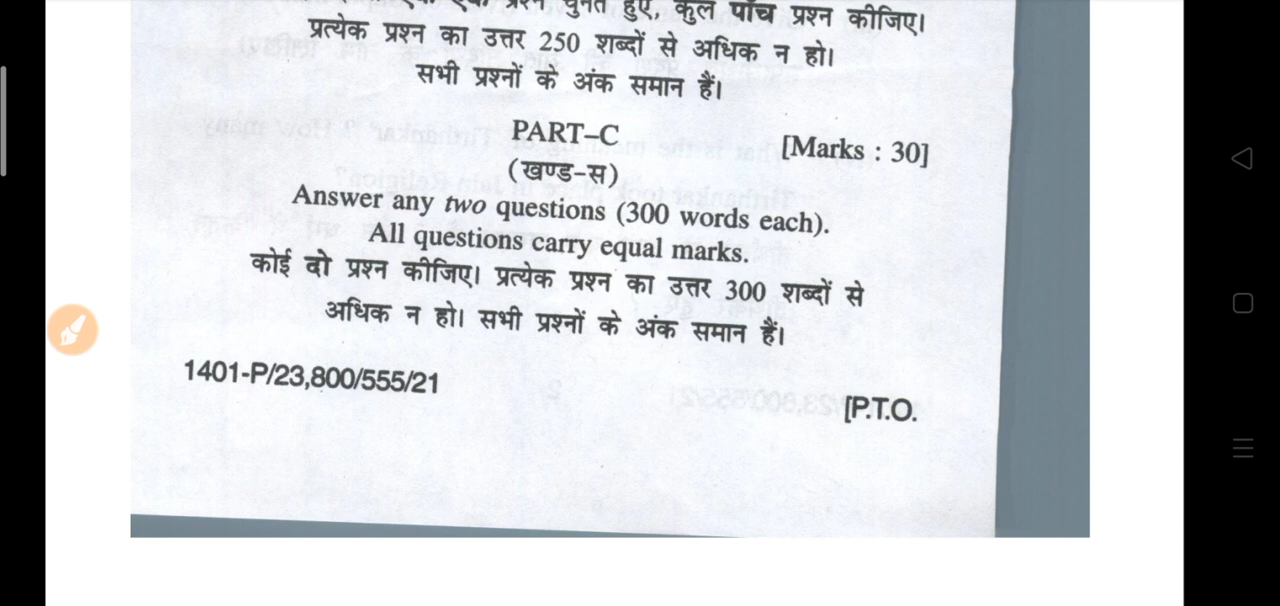 प्रश्न चुनते हुए, कुल पाँच प्रश्न कीजिए।
प्रत्येक प्रश्न का उत्तर 250 शब्दों से अधिक न हो।
सभी प्रश्नों के अंक समान हैं।
PART–C [Marks : 30]
(खण्ड-स)
Answer any two questions (300 words each).
All questions carry equal marks.
कोई दो प्रश्न कीजिए। प्रत्येक प्रश्न का उत्तर 300 शब्दों से
अधिक न हो। सभी प्रश्नों के अंक समान हैं।
1401-P/23,800/555/21
[P.T.O.